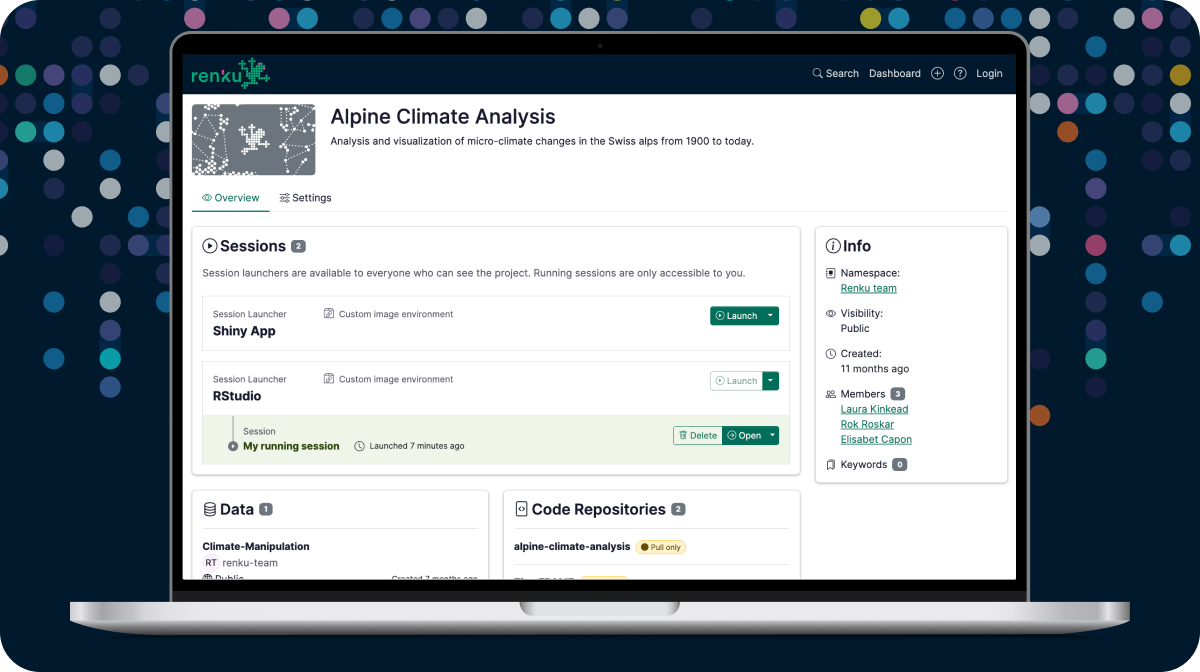 renku
Search Dashboard Login
Alpine Climate Analysis
Analysis and visualization of micro-climate changes in the Swiss alps from 1900 to today.
Overview Settings
Sessions 2
Session launchers are available to everyone who can see the project. Running sessions are only accessible to you.
Session Launcher Custom image environment
Shiny App
Launch
Session Launcher Custom image environment
RStudio
Launch
Session
My running session Launched 7 minutes ago
Delete Open
Info
Namespace:
Renku team
Visibility:
Public
Created:
11 months ago
Members 3
Laura Kinkead
Rok Roskar
Elisabet Capon
Keywords 0
Data 1
Climate-Manipulation
RT renku-team
Public Created 7 months ago
Code Repositories 2
alpine-climate-analysis Pull only